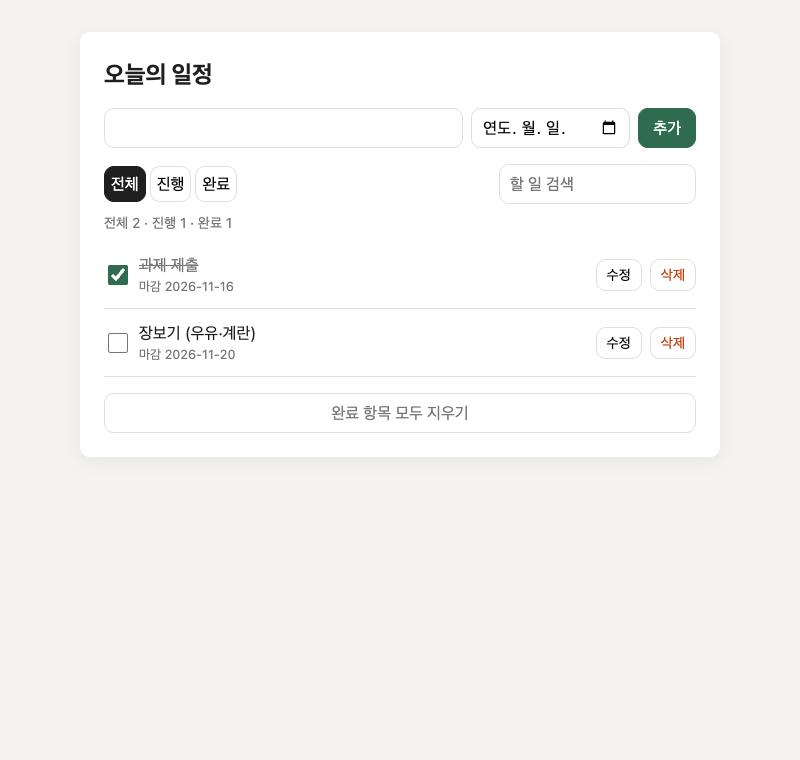 오늘의 일정
연도. 월. 일. 추가
전체 진행 완료 할 일 검색
전체 2 · 진행 1 · 완료 1
과제 제출
마감 2026-11-16
수정 삭제
장보기 (우유·계란)
마감 2026-11-20
수정 삭제
완료 항목 모두 지우기